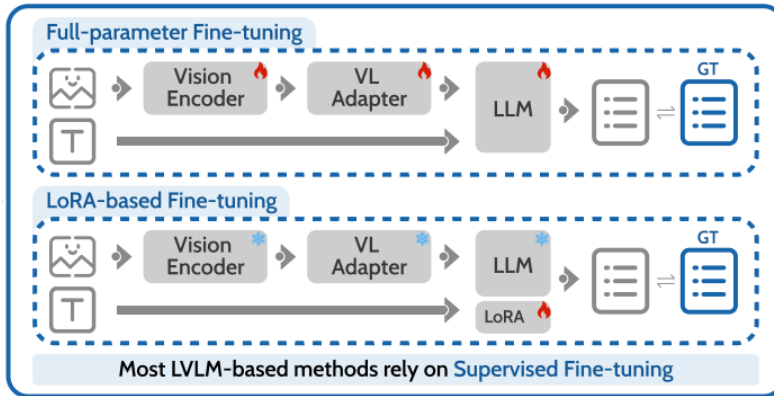 Full-parameter Fine-tuning
GT
Vision
Encoder
VL
Adapter
LLM
T
LoRA-based Fine-tuning
GT
Vision
Encoder
VL
Adapter
LLM
T
LoRA
Most LVLM-based methods rely on Supervised Fine-tuning